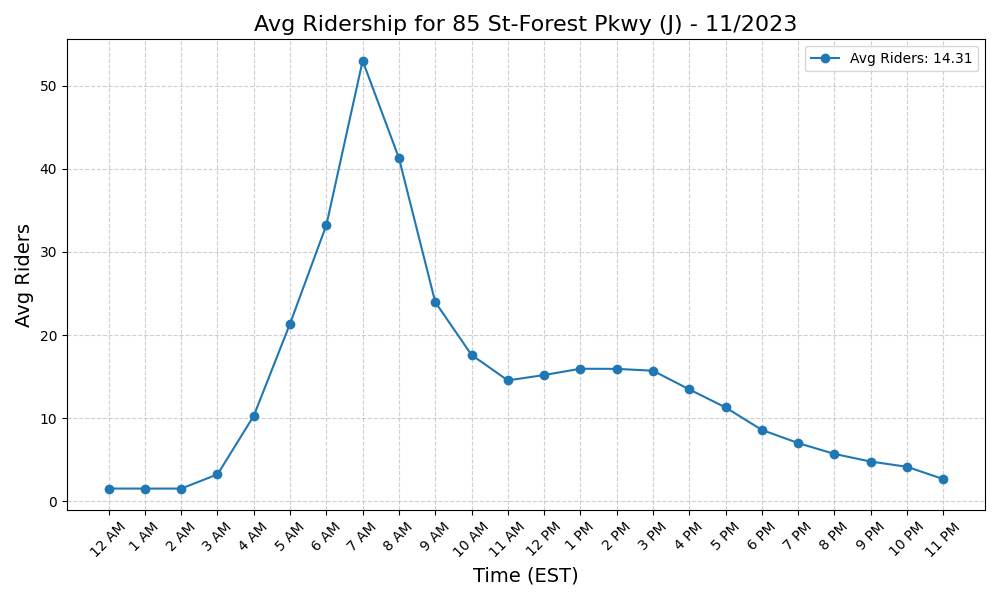 Avg Ridership for 85 St-Forest Pkwy (J) - 11/2023
Avg Riders: 14.31
Avg Riders
50
40
30
20
10
0
12 AM
1 AM
2 AM
3 AM
4 AM
5 AM
6 AM
7 AM
8 AM
9 AM
10 AM
11 AM
12 PM
1 PM
2 PM
3 PM
4 PM
5 PM
6 PM
7 PM
8 PM
9 PM
10 PM
11 PM
Time (EST)